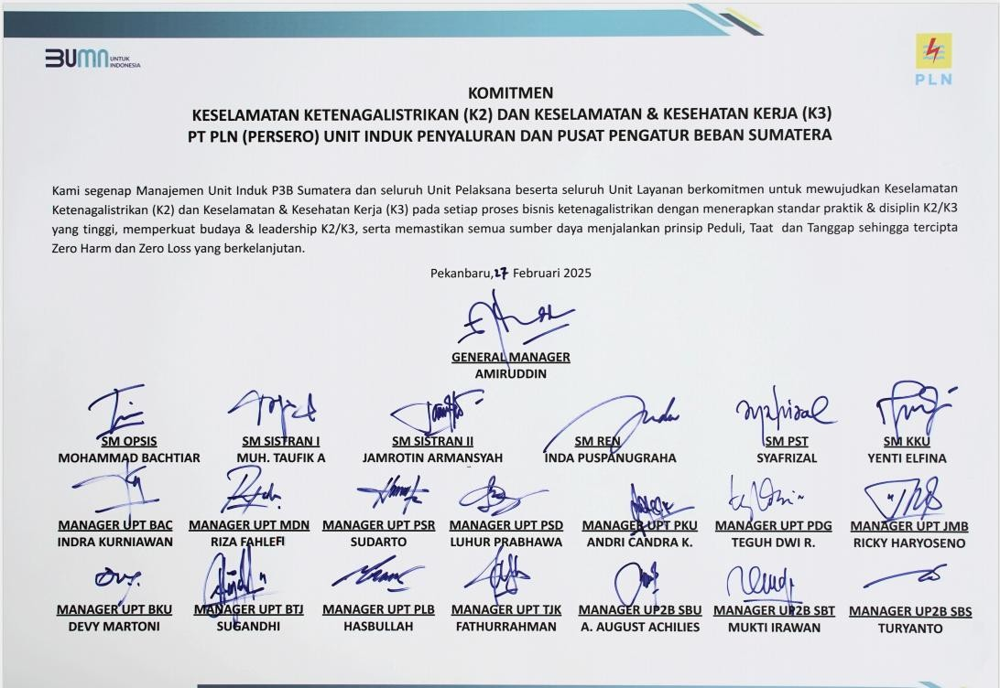 BUMN UNTUK
INDONESIA
PLN
KOMITMEN
KESELAMATAN KETENAGALISTRIKAN (K2) DAN KESELAMATAN & KESEHATAN KERJA (K3)
PT PLN (PERSERO) UNIT INDUK PENYALURAN DAN PUSAT PENGATUR BEBAN SUMATERA
Kami segenap Manajemen Unit Induk P3B Sumatera dan seluruh Unit Pelaksana beserta seluruh Unit Layanan berkomitmen untuk mewujudkan Keselamatan
Ketenagalistrikan (K2) dan Keselamatan & Kesehatan Kerja (K3) pada setiap proses bisnis ketenagalistrikan dengan menerapkan standar praktik & disiplin K2/K3
yang tinggi, memperkuat budaya & leadership K2/K3, serta memastikan semua sumber daya menjalankan prinsip Peduli, Taat dan Tanggap sehingga tercipta
Zero Harm dan Zero Loss yang berkelanjutan.
Pekanbaru, 27 Februari 2025
GENERAL MANAGER
AMIRUDDIN
SM OPSIS SM SISTRAN I SM SISTRAN II SM REN SM PST SM KKU
MOHAMMAD BACHTIAR MUH. TAUFIK A JAMROTIN ARMANSYAH INDA PUSPANUGRAHA SYAFRIZAL YENTI ELFINA
MANAGER UPT BAC MANAGER UPT MDN MANAGER UPT PSR MANAGER UPT PSD MANAGER UPT PKU MANAGER UPT PDG MANAGER UPT JMB
INDRA KURNIAWAN RIZA FAHLEFI SUDARTO LUHUR PRABHAWA ANDRI CANDRA K. TEGUH DWI R. RICKY HARYOSENO
MANAGER UPT BKU MANAGER UPT BTJ MANAGER UPT PLB MANAGER UPT TJK MANAGER UP2B SBU MANAGER UP2B SBT MANAGER UP2B SBS
DEVY MARTONI SUGANDHI HASBULLAH FATHURRAHMAN A. AUGUST ACHILIES MUKTI IRAWAN TURYANTO